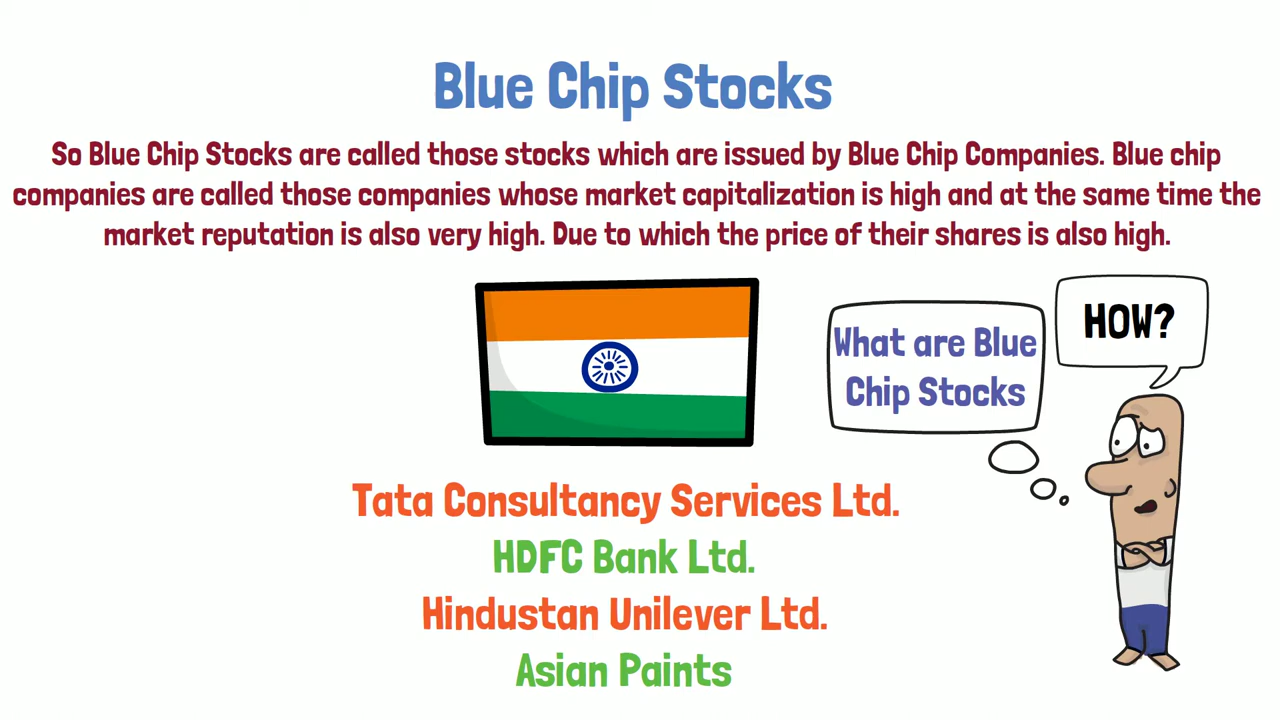 Blue Chip Stocks
So Blue Chip Stocks are called those stocks which are issued by Blue Chip Companies. Blue chip
companies are called those companies whose market capitalization is high and at the same time the
market reputation is also very high. Due to which the price of their shares is also high.
HOW?
What are Blue
Chip Stocks
Tata Consultancy Services Ltd.
HDFC Bank Ltd.
Hindustan Unilever Ltd.
Asian Paints